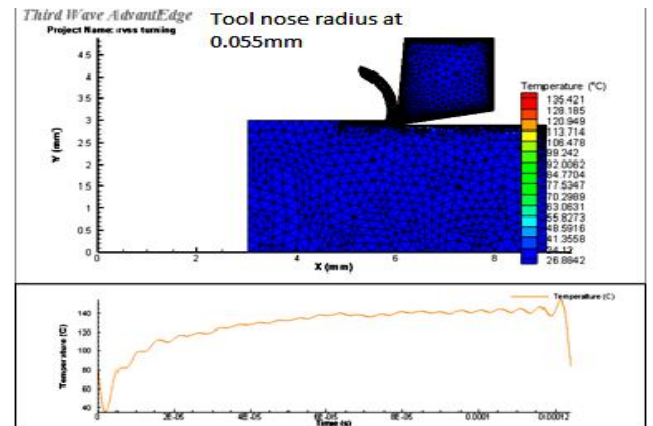 Third Wave AdvantEdge
Tool nose radius at
0.055mm
Project Name: rvss turning
4.5
4
3.5
3
2.5
2
1.5
1
0.5
0
Y (mm)
0
2
4
6
8
X (mm)
Temperature (°C)
135.421
128.185
120.949
113.714
106.478
99.242
92.0062
84.7704
77.5347
70.2989
63.0631
55.8273
48.5916
41.3558
34.12
26.8842
Temperature (C)
140
120
100
80
60
40
Temperature (C)
0
2E-05
4E-05
6E-05
8E-05
0.0001
0.00012
Time (s)